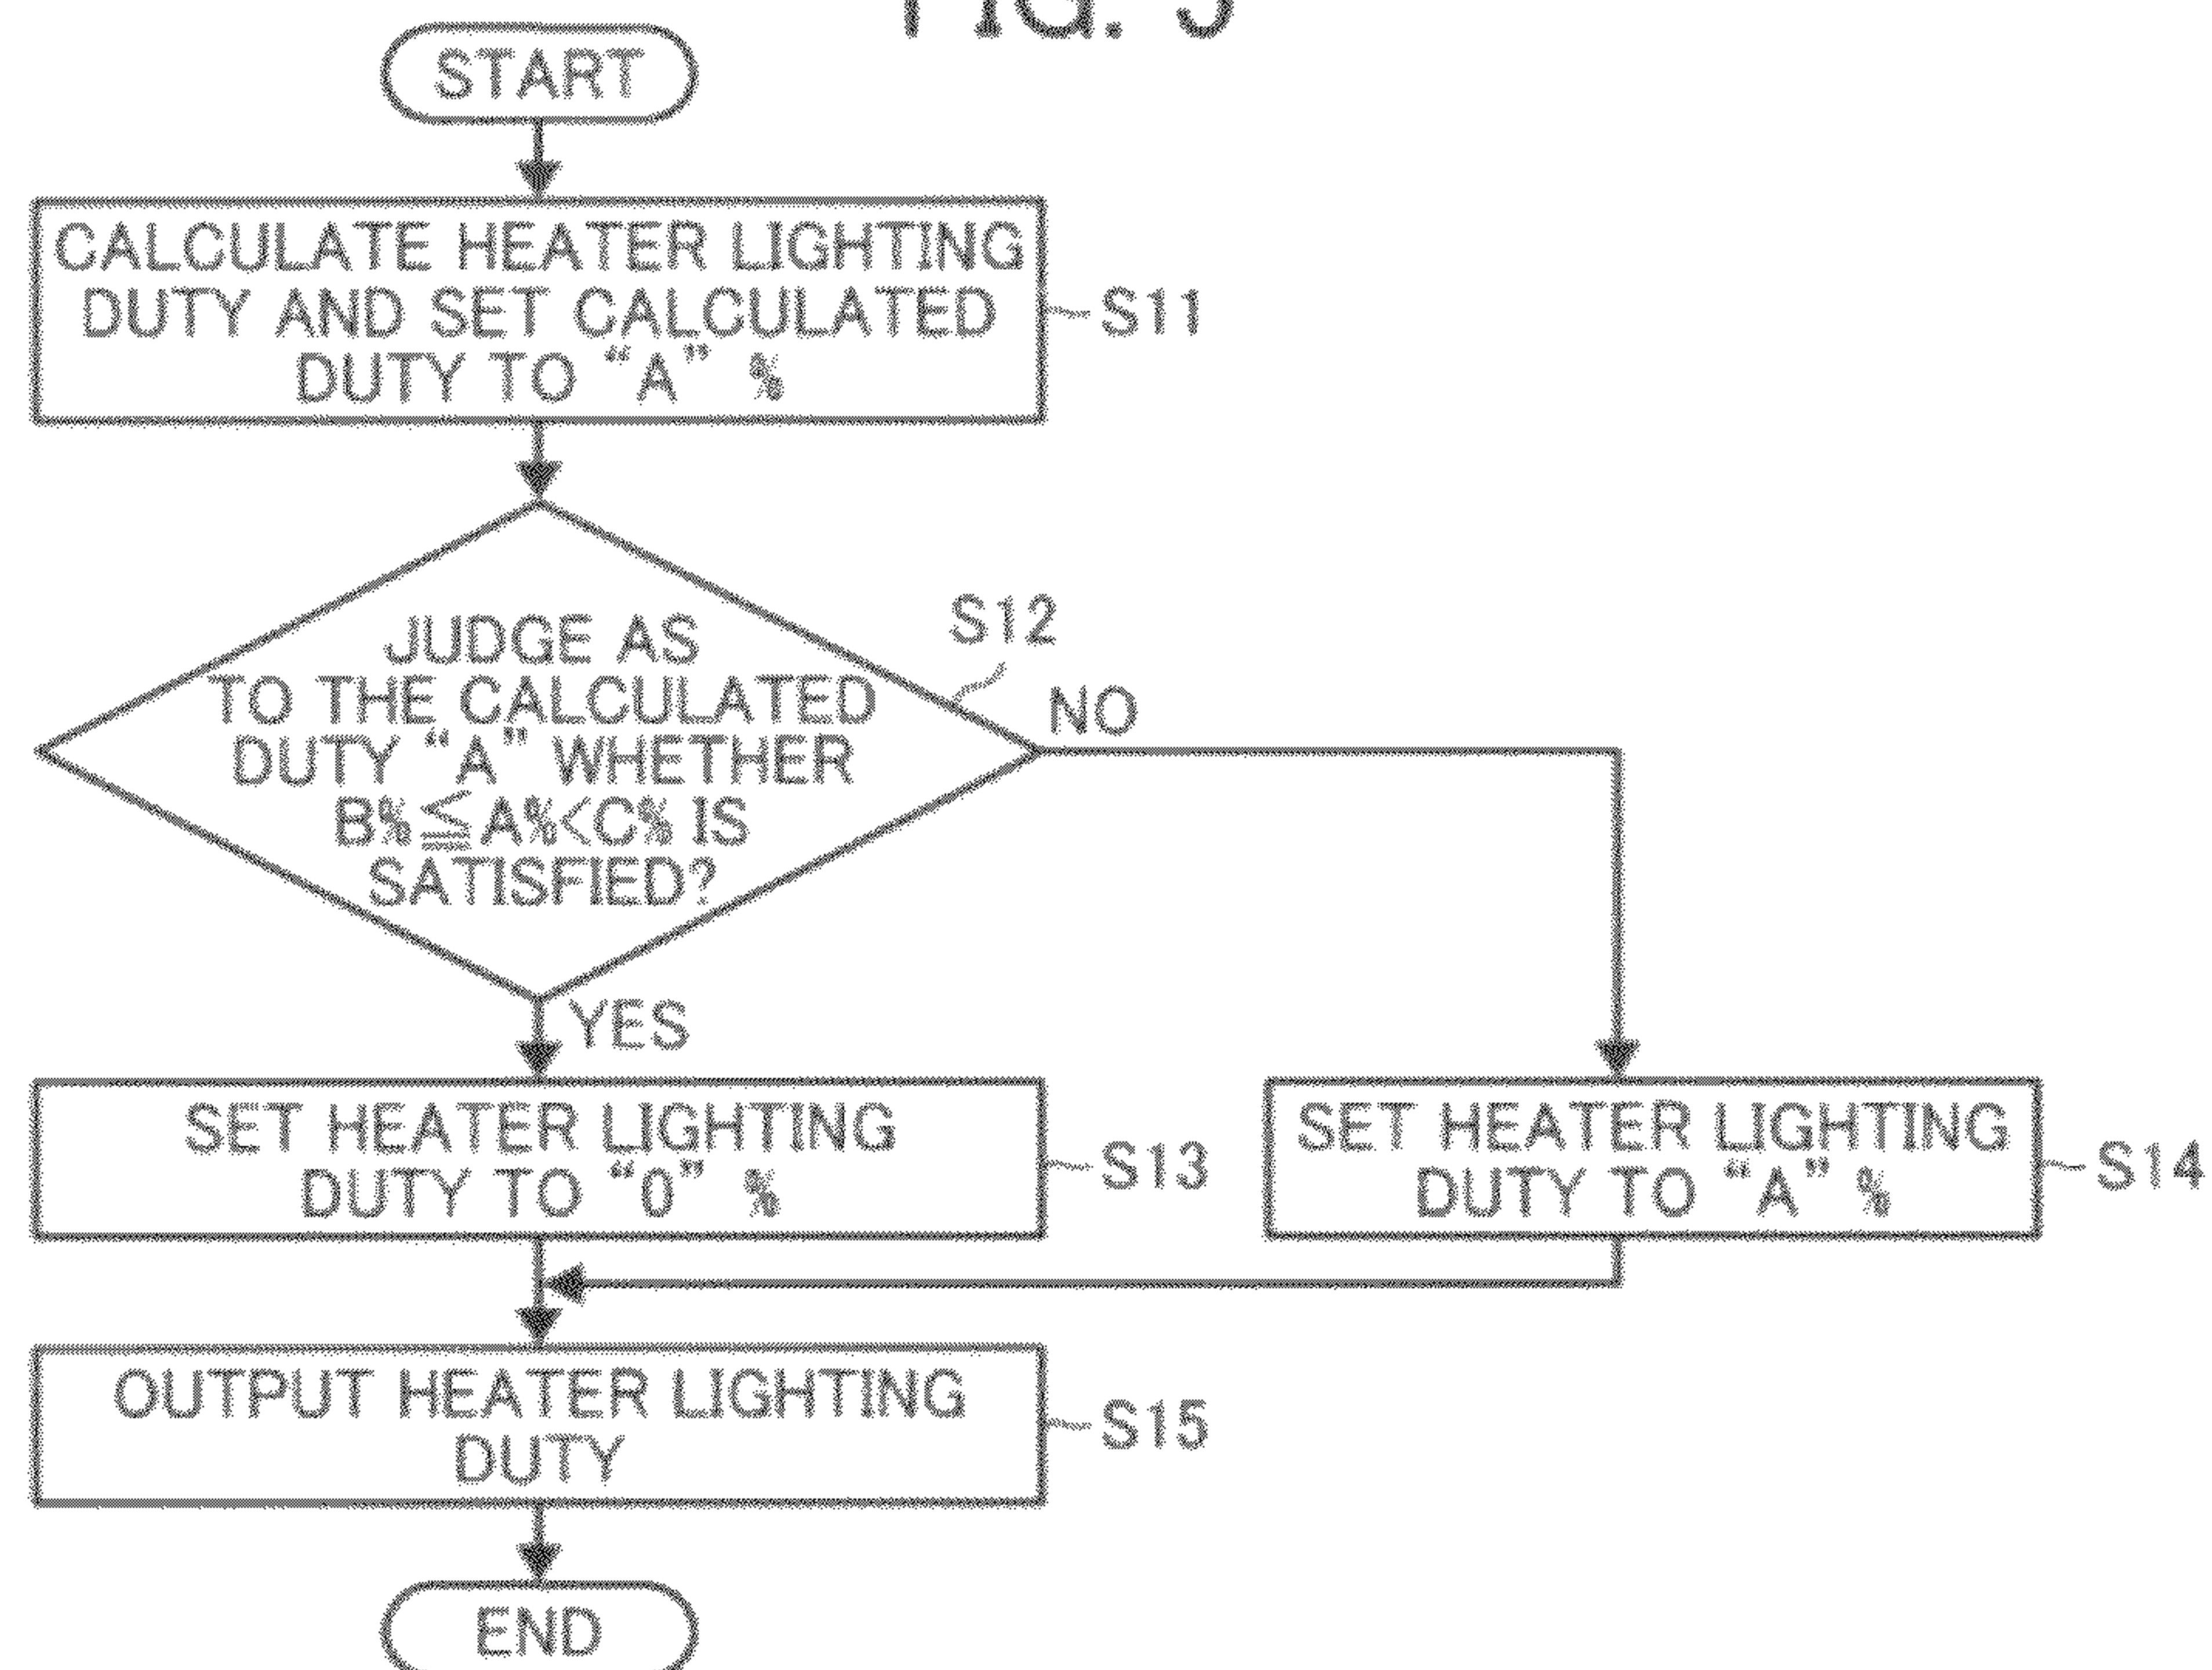 FIG. 5
START
CALCULATE HEATER LIGHTING
DUTY AND SET CALCULATED
DUTY TO “A” %
S11
JUDGE AS
TO THE CALCULATED
DUTY “A” WHETHER
B%≦A%<C% IS
SATISFIED?
S12
NO
YES
SET HEATER LIGHTING
DUTY TO “0” %
S13
SET HEATER LIGHTING
DUTY TO “A” %
S14
OUTPUT HEATER LIGHTING
DUTY
S15
END